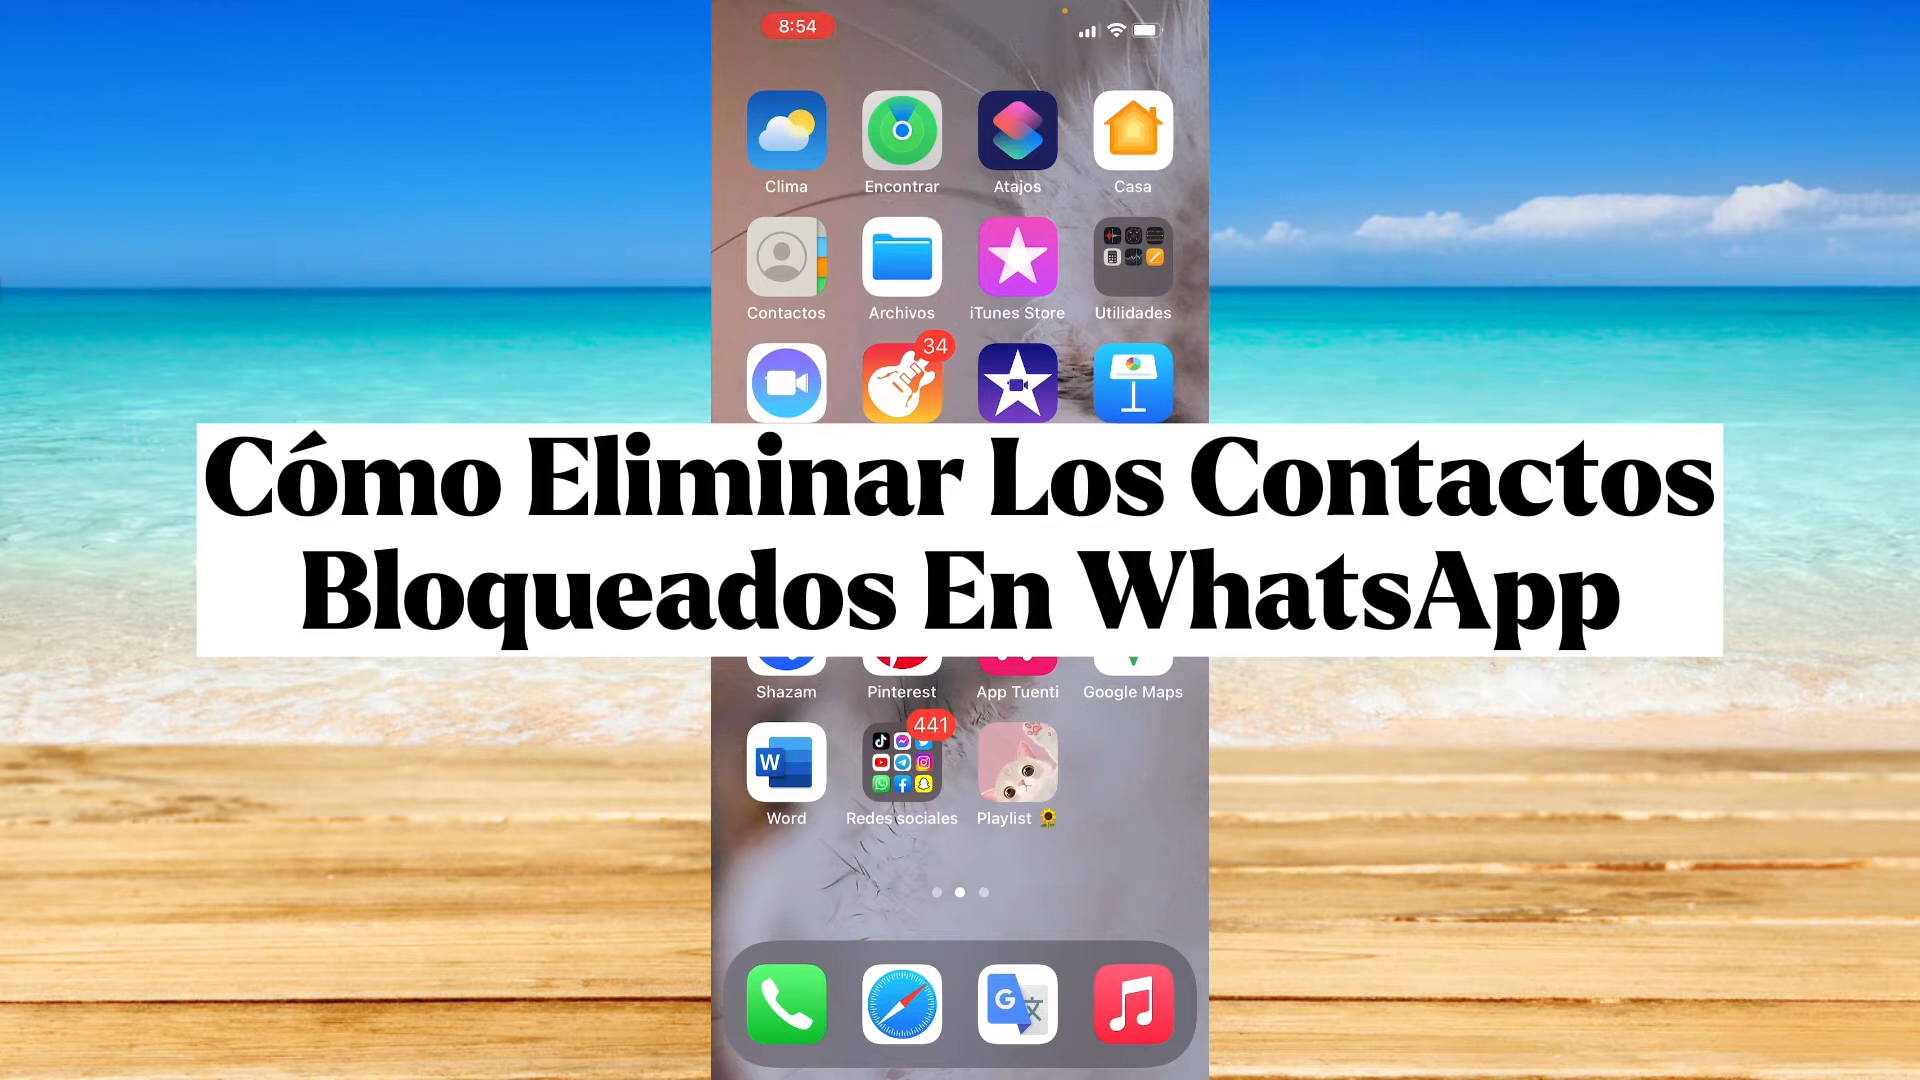 8:54
Clima
Encontrar
Atajos
Casa
Contactos
Archivos
iTunes Store
Utilidades
34
Cómo Eliminar Los Contactos
Bloqueados En WhatsApp
Shazam
Pinterest
App Tuenti
Google Maps
W
441
Word
Redes sociales
Playlist 🌻
G
文